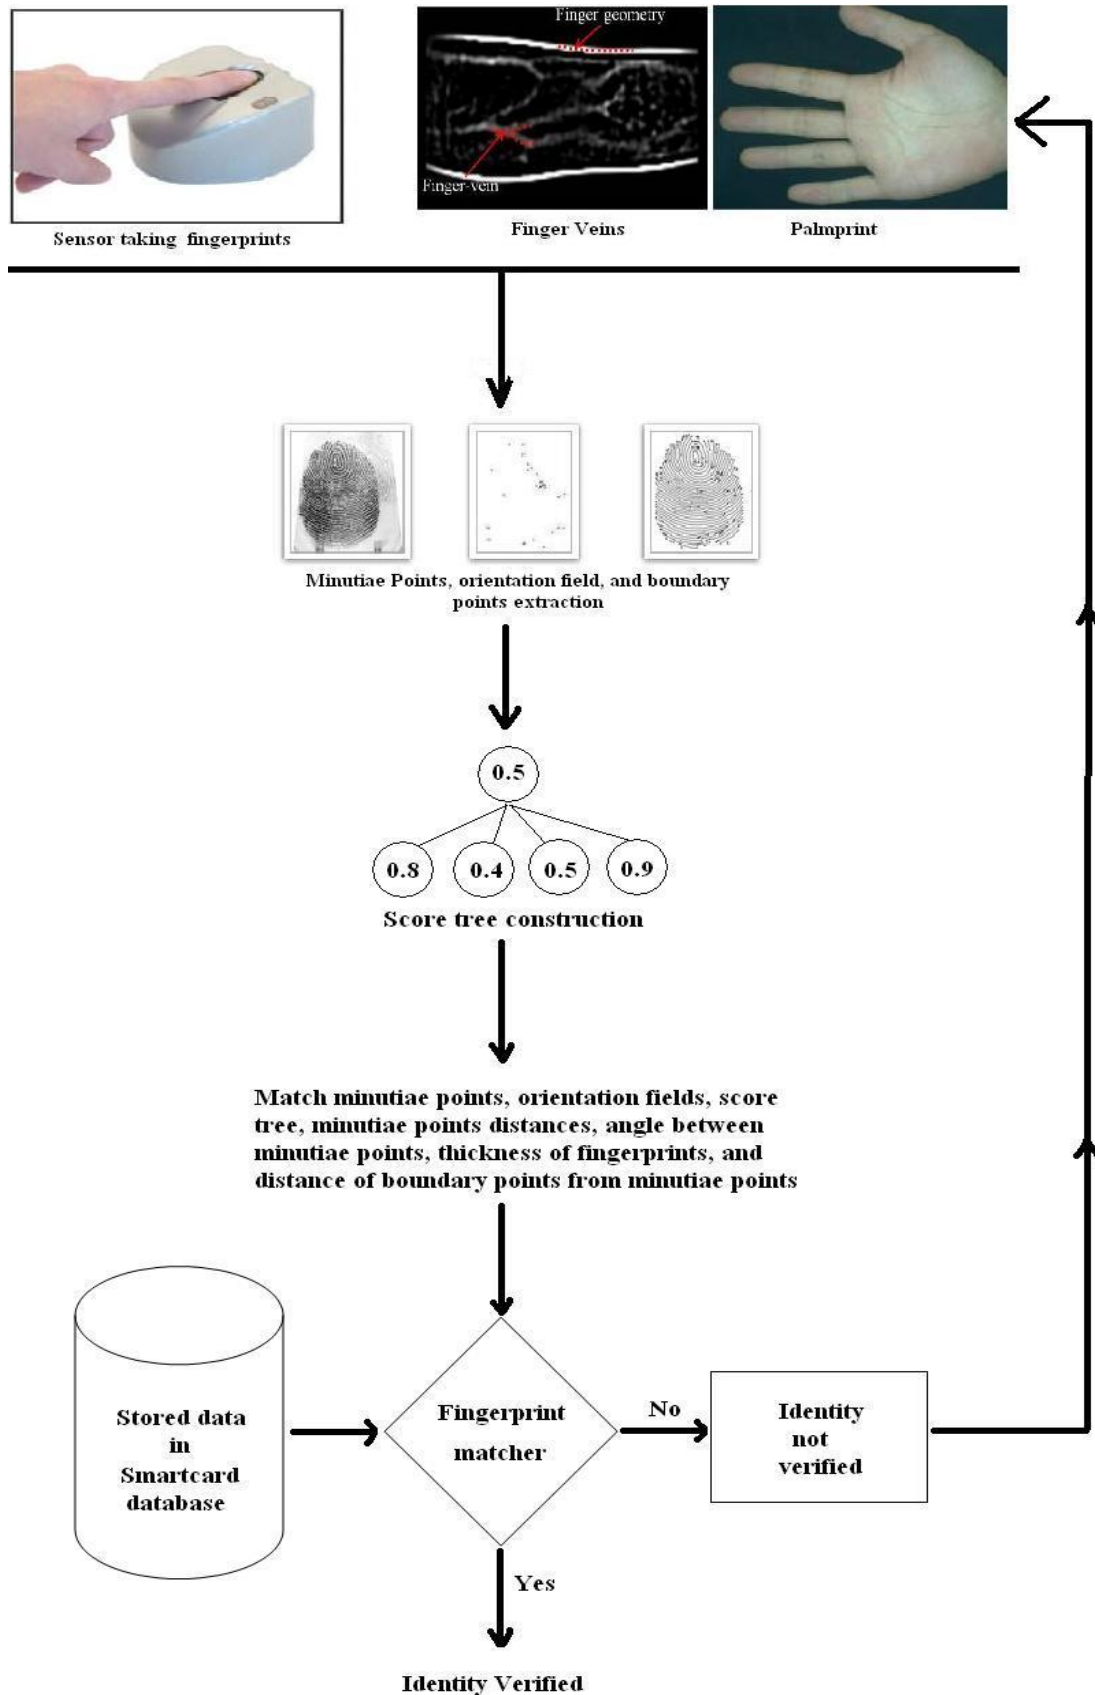 Finger geometry
Finger-vein
Sensor taking fingerprints
Finger Veins
Palmprint
Minutiae Points, orientation field, and boundary
points extraction
0.5
0.8
0.4
0.5
0.9
Score tree construction
Match minutiae points, orientation fields, score
tree, minutiae points distances, angle between
minutiae points, thickness of fingerprints, and
distance of boundary points from minutiae points
Stored data
in
Smartcard
database
Fingerprint
matcher
No
Identity
not
verified
Yes
Identity Verified